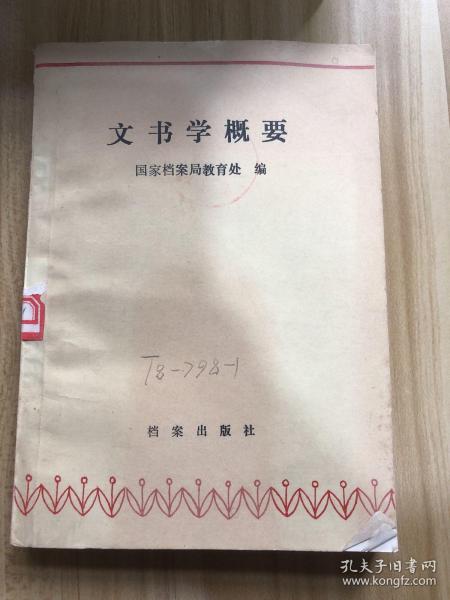 文书学概要
国家档案局教育处 编
T8-798-1
档案出版社
孔夫子旧书网
www.kongfz.com